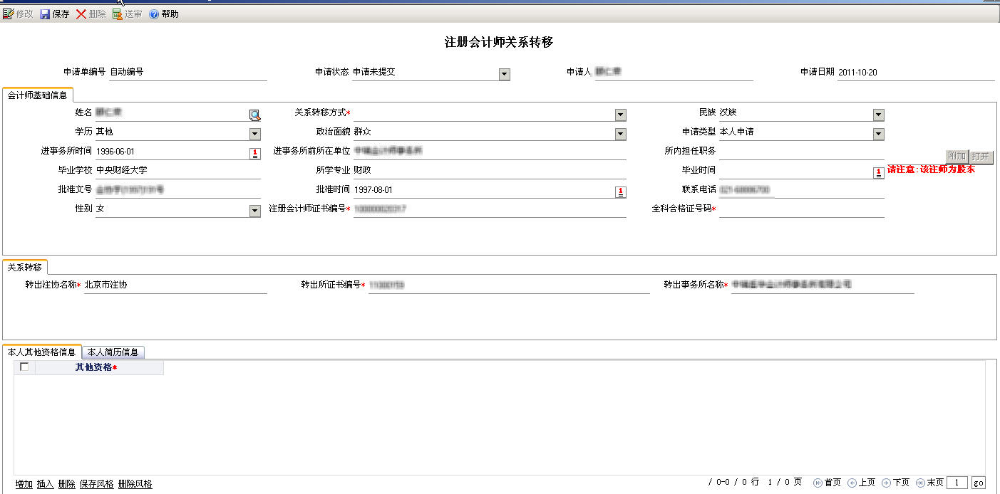 修改 保存 删除 送审 帮助
注册会计师关系转移
申请单编号 自动编号 申请状态 申请未提交 申请人 申请日期 2011-10-20
会计师基础信息
姓名 关系转移方式* 民族 汉族
学历 其他 政治面貌 群众 申请类型 本人申请
进事务所时间 1996-06-01 进事务所前所在单位 所内担任职务
附加 打开
毕业学校 中央财经大学 所学专业 财政 毕业时间 请注意:该注师为股东
批准文号 批准时间 1997-08-01 联系电话
性别 女 注册会计师证书编号* 全科合格证号码*
关系转移
转出注协名称* 北京市注协 转出所证书编号* 转出事务所名称*
本人其他资格信息 本人简历信息
其他资格*
增加 插入 删除 保存风格 删除风格 / 0-0 / 0 行 1 / 0 页 首页 上页 下页 末页 1 go